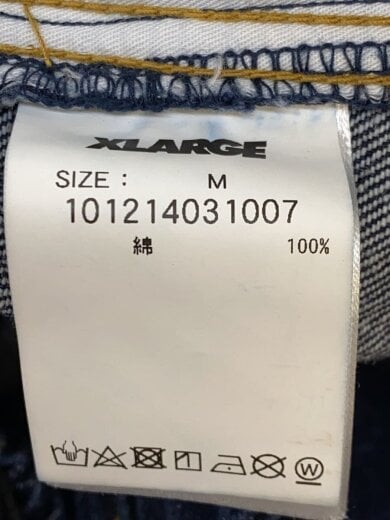 XLARGE
SIZE : M
101214031007
綿 100%
W